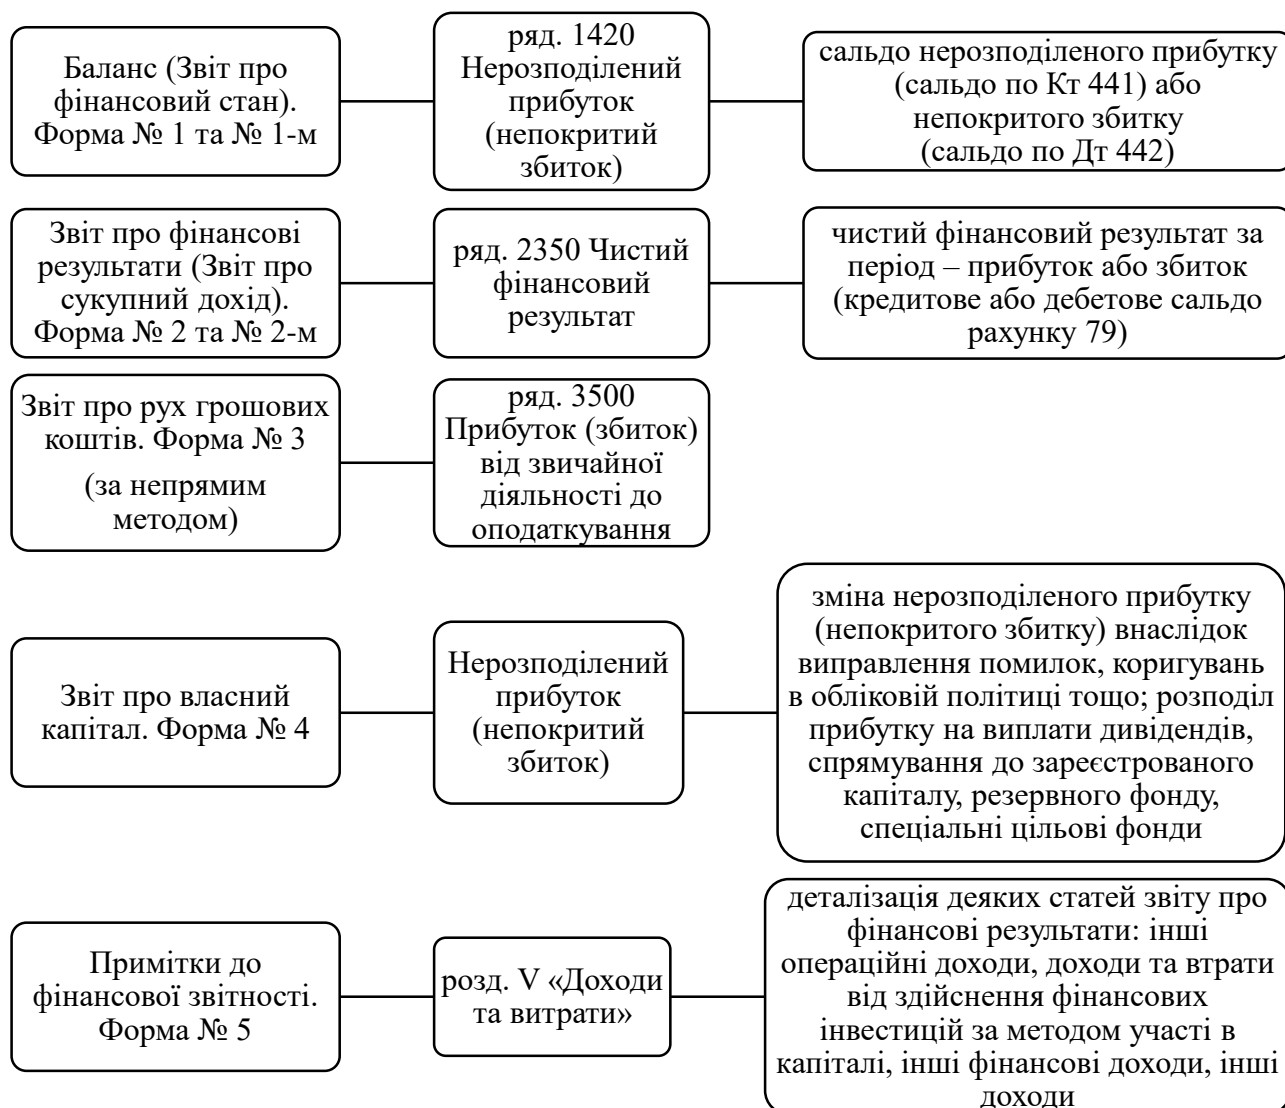 Баланс (Звіт про
фінансовий стан).
Форма № 1 та № 1-м
ряд. 1420
Нерозподілений
прибуток
(непокритий
збиток)
сальдо нерозподіленого прибутку
(сальдо по Кт 441) або
непокритого збитку
(сальдо по Дт 442)
Звіт про фінансові
результати (Звіт про
сукупний дохід).
Форма № 2 та № 2-м
ряд. 2350 Чистий
фінансовий
результат
чистий фінансовий результат за
період – прибуток або збиток
(кредитове або дебетове сальдо
рахунку 79)
Звіт про рух грошових
коштів. Форма № 3
(за непрямим
методом)
ряд. 3500
Прибуток (збиток)
від звичайної
діяльності до
оподаткування
Звіт про власний
капітал. Форма № 4
Нерозподілений
прибуток
(непокритий
збиток)
зміна нерозподіленого прибутку
(непокритого збитку) внаслідок
виправлення помилок, коригувань
в обліковій політиці тощо; розподіл
прибутку на виплати дивідендів,
спрямування до зареєстрованого
капіталу, резервного фонду,
спеціальні цільові фонди
Примітки до
фінансової звітності.
Форма № 5
розд. V «Доходи
та витрати»
деталізація деяких статей звіту про
фінансові результати: інші
операційні доходи, доходи та втрати
від здійснення фінансових
інвестицій за методом участі в
капіталі, інші фінансові доходи, інші
доходи